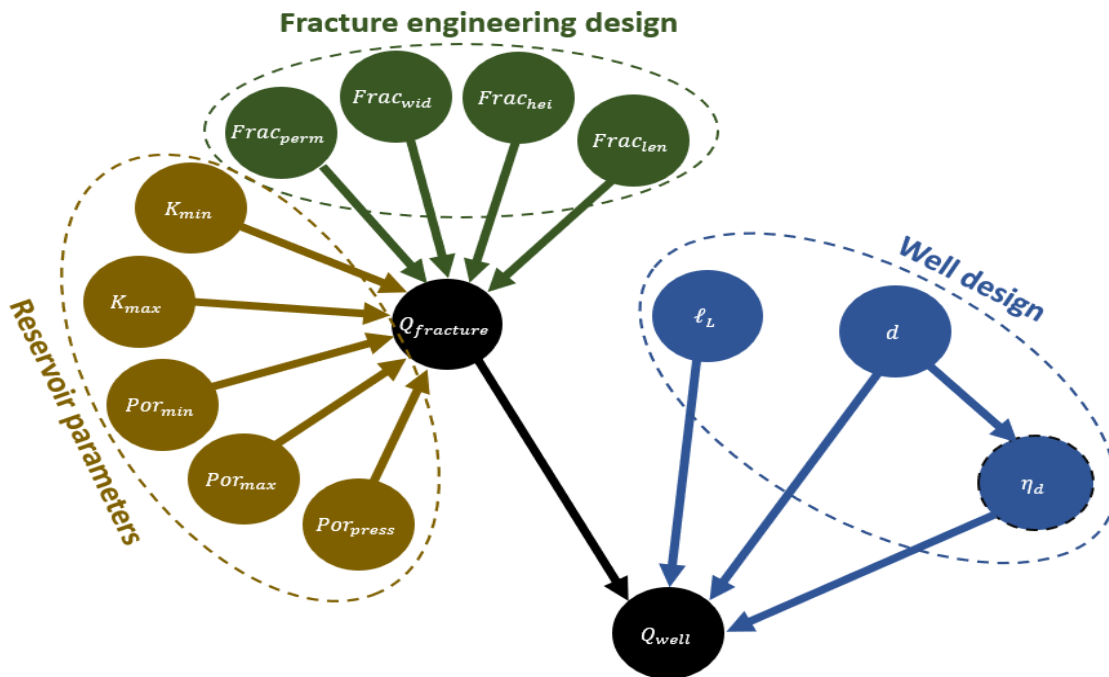 Fracture engineering design
Frac_perm
Frac_wid
Frac_hei
Frac_len
Reservoir parameters
K_min
K_max
Por_min
Por_max
Por_press
Q_fracture
Well design
ℓ_L
d
η_d
Q_well